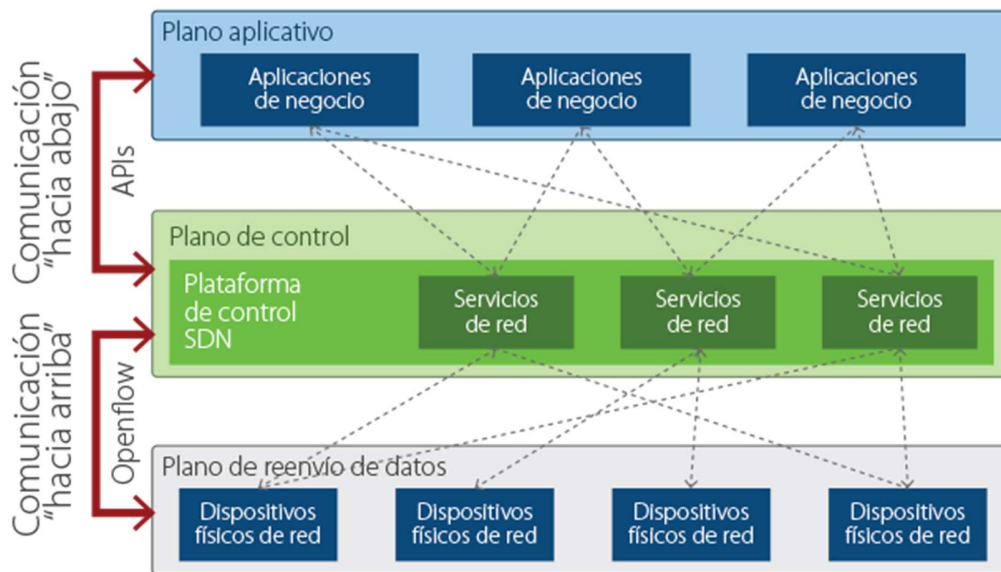 Plano aplicativo
Aplicaciones
de negocio
Aplicaciones
de negocio
Aplicaciones
de negocio
Comunicación
“hacia abajo”
APIs
Plano de control
Plataforma
de control
SDN
Servicios
de red
Servicios
de red
Servicios
de red
Comunicación
“hacia arriba”
Openflow
Plano de reenvío de datos
Dispositivos
físicos de red
Dispositivos
físicos de red
Dispositivos
físicos de red
Dispositivos
físicos de red